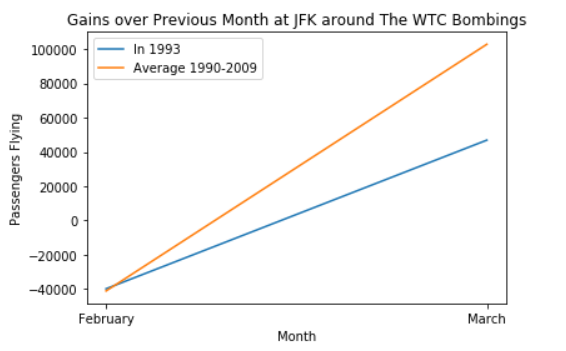 Gains over Previous Month at JFK around The WTC Bombings
In 1993
Average 1990-2009
100000
80000
60000
40000
20000
0
−20000
−40000
Passengers Flying
February
March
Month